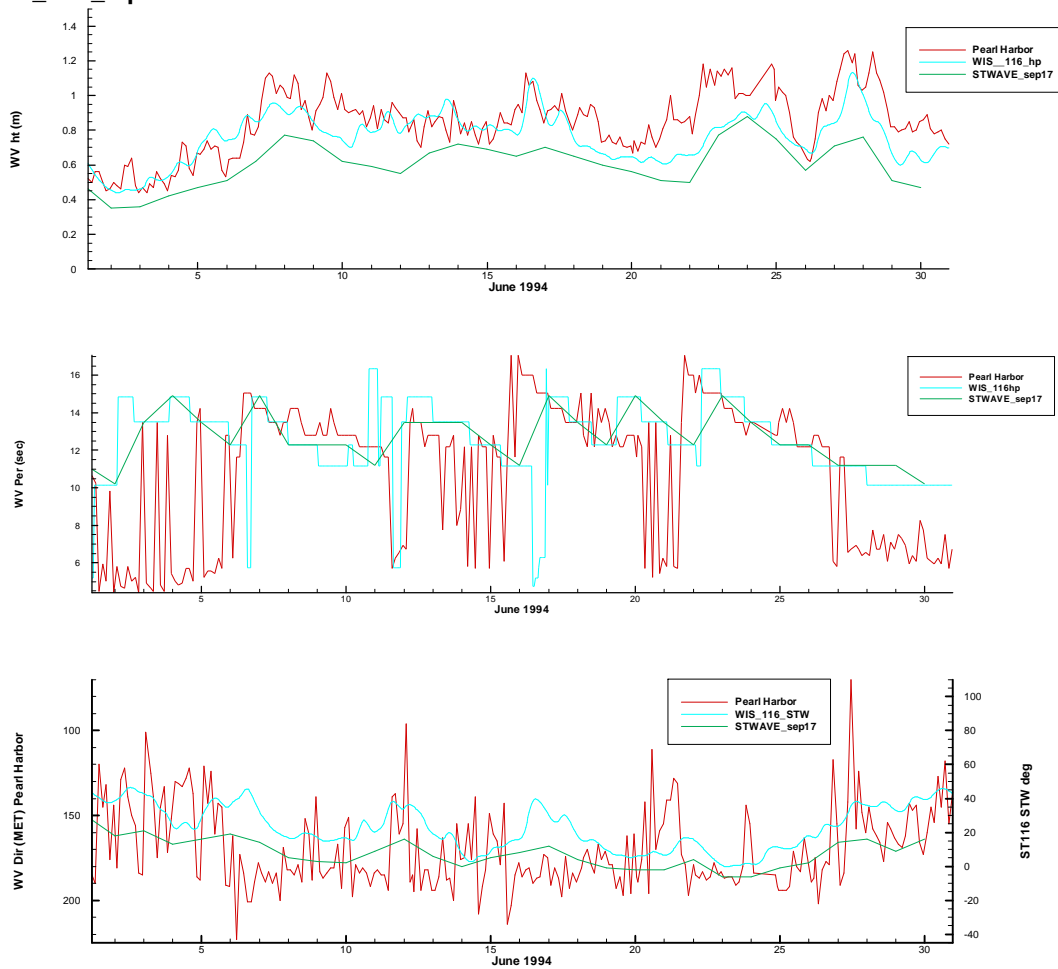 1.4
1.2
1
0.8
0.6
0.4
0.2
0
WV ht (m)
5
10
15
20
25
30
June 1994
Pearl Harbor
WIS__116_hp
STWAVE_sep17
16
14
12
10
8
6
WV Per (sec)
5
10
15
20
25
30
June 1994
Pearl Harbor
WIS_116hp
STWAVE_sep17
100
150
200
WV Dir (MET) Pearl Harbor
5
10
15
20
25
30
June 1994
Pearl Harbor
WIS_116_STW
STWAVE_sep17
100
80
60
40
20
0
-20
-40
ST116 STW deg